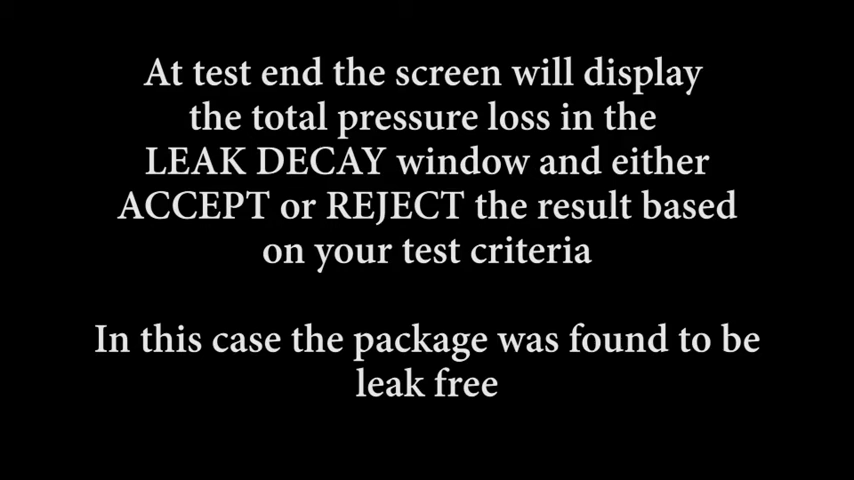 At test end the screen will display
the total pressure loss in the
LEAK DECAY window and either
ACCEPT or REJECT the result based
on your test criteria
In this case the package was found to be
leak free